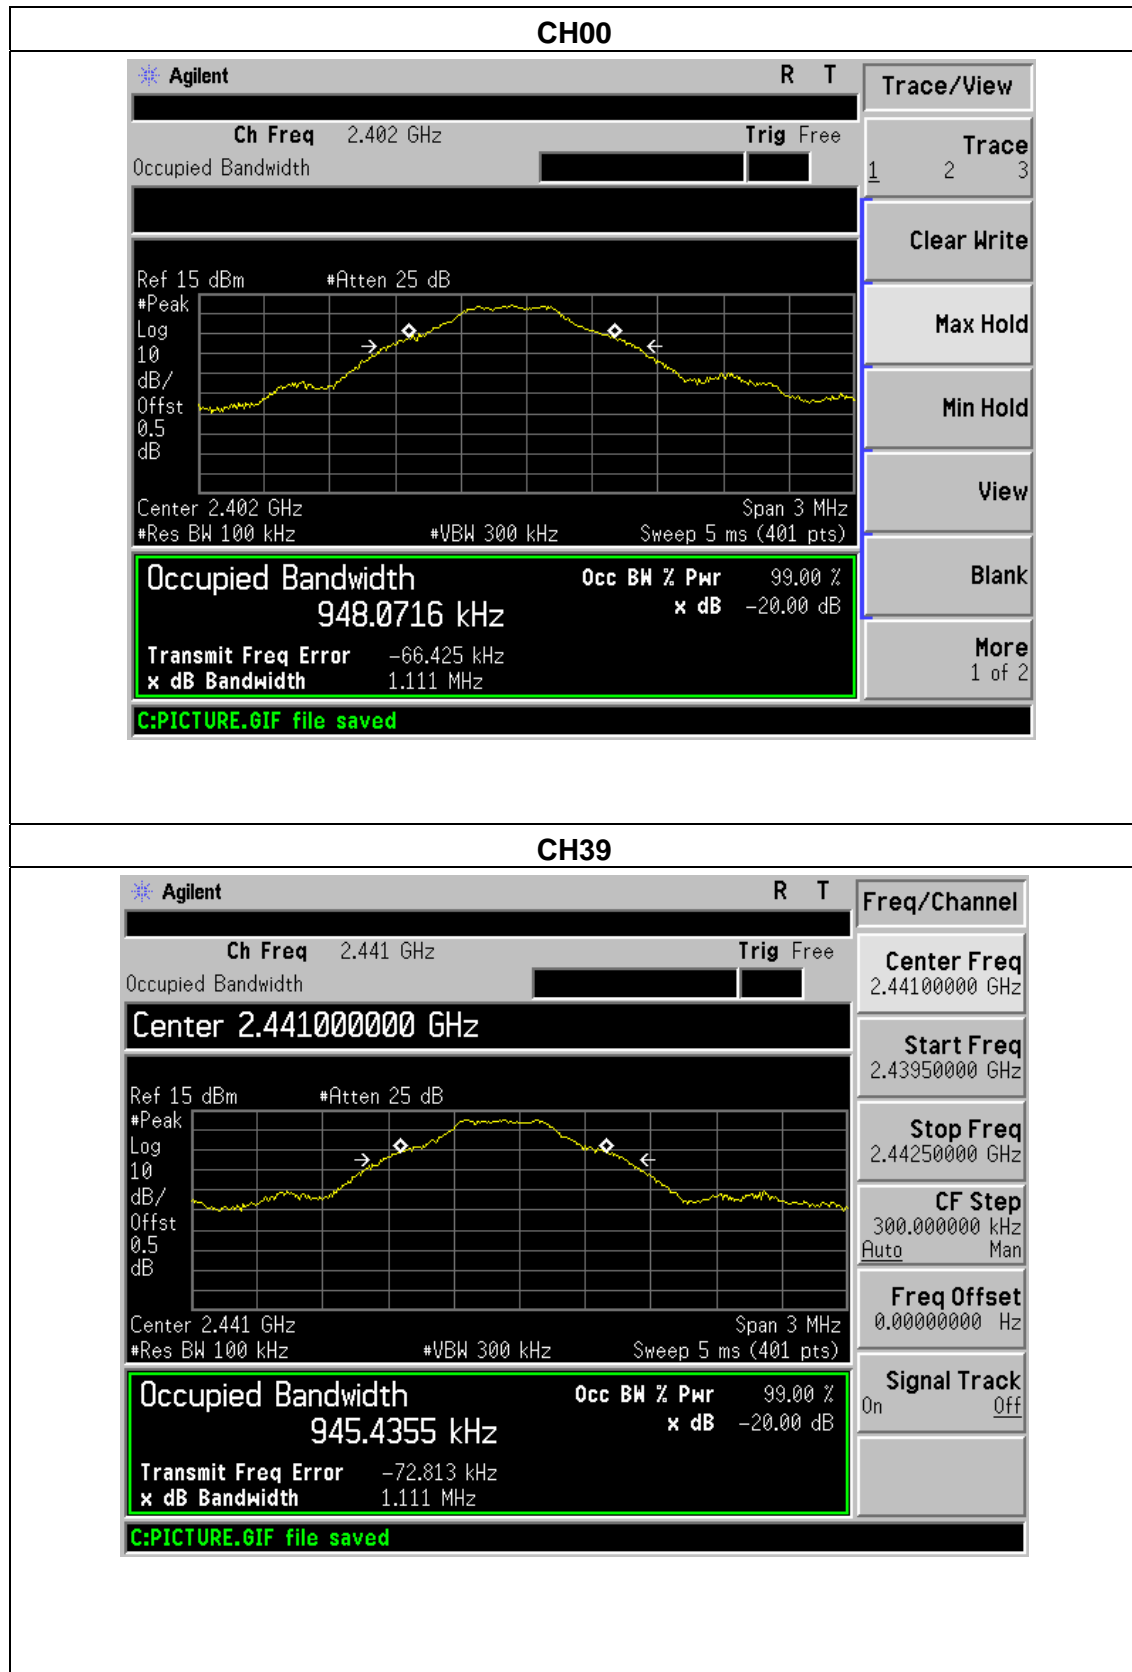 CH00
Agilent
R T
Trace/View
Ch Freq 2.402 GHz
Trig Free
Occupied Bandwidth
Trace
1 2 3
Clear Write
Ref 15 dBm #Atten 25 dB
#Peak
Log
10
dB/
Offst
0.5
dB
Max Hold
Min Hold
View
Center 2.402 GHz Span 3 MHz
#Res BW 100 kHz #VBW 300 kHz Sweep 5 ms (401 pts)
Occupied Bandwidth
948.0716 kHz
Occ BW % Pwr 99.00 %
x dB -20.00 dB
Transmit Freq Error -66.425 kHz
x dB Bandwidth 1.111 MHz
Blank
More
1 of 2
C:PICTURE.GIF file saved
CH39
Agilent
R T
Freq/Channel
Ch Freq 2.441 GHz
Trig Free
Occupied Bandwidth
Center 2.441000000 GHz
Center Freq
2.44100000 GHz
Start Freq
2.43950000 GHz
Ref 15 dBm #Atten 25 dB
#Peak
Log
10
dB/
Offst
0.5
dB
Stop Freq
2.44250000 GHz
CF Step
300.000000 kHz
Auto Man
Freq Offset
0.00000000 Hz
Center 2.441 GHz Span 3 MHz
#Res BW 100 kHz #VBW 300 kHz Sweep 5 ms (401 pts)
Signal Track
On Off
Occupied Bandwidth
945.4355 kHz
Occ BW % Pwr 99.00 %
x dB -20.00 dB
Transmit Freq Error -72.813 kHz
x dB Bandwidth 1.111 MHz
C:PICTURE.GIF file saved